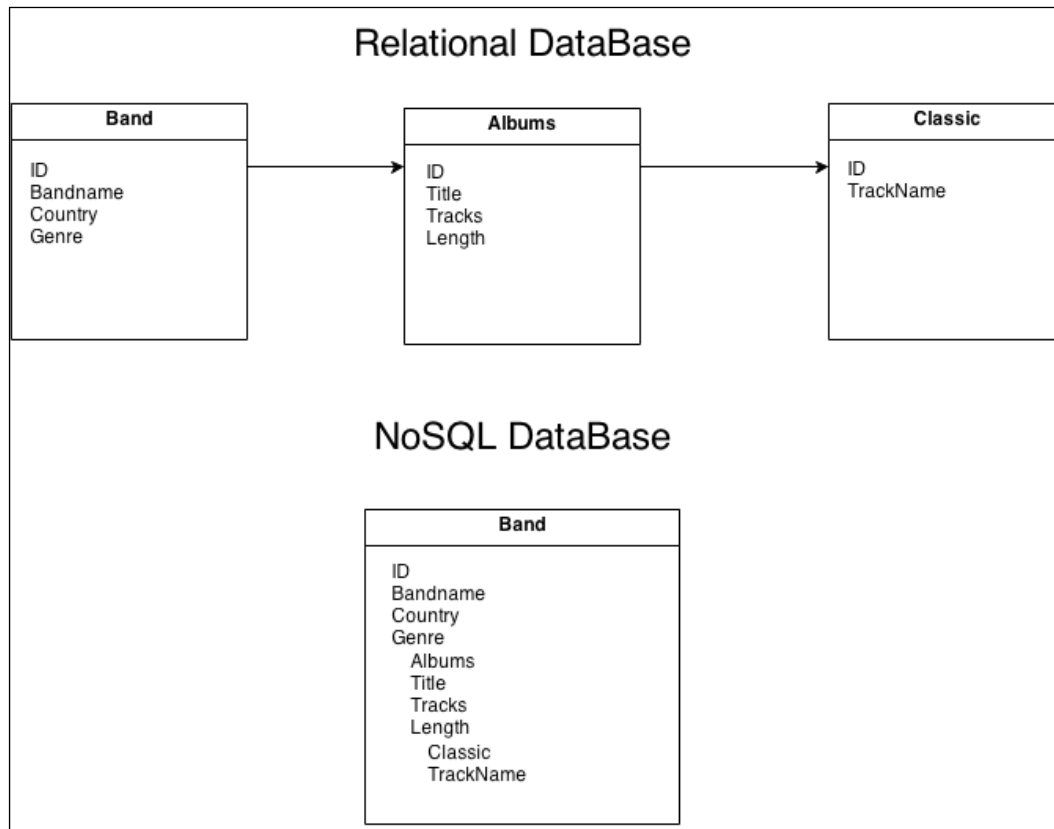 Relational DataBase
Band
ID
Bandname
Country
Genre
Albums
ID
Title
Tracks
Length
Classic
ID
TrackName
NoSQL DataBase
Band
ID
Bandname
Country
Genre
Albums
Title
Tracks
Length
Classic
TrackName